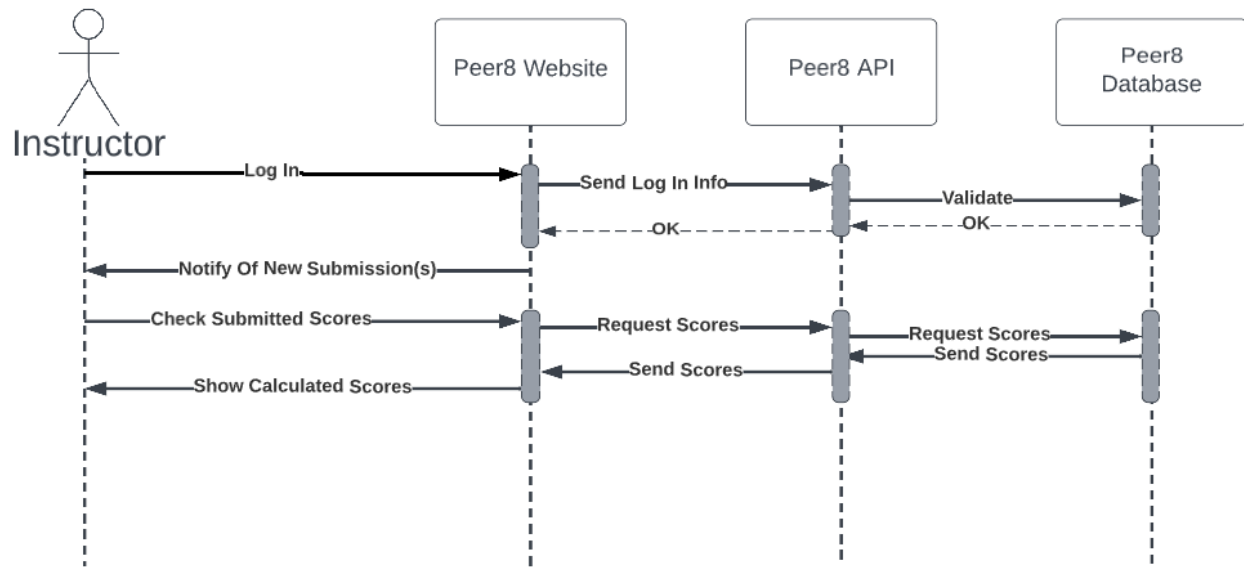 Peer8 Website
Peer8 API
Peer8
Database
Instructor
Log In
Send Log In Info
Validate
OK
OK
Notify Of New Submission(s)
Check Submitted Scores
Request Scores
Request Scores
Send Scores
Send Scores
Show Calculated Scores